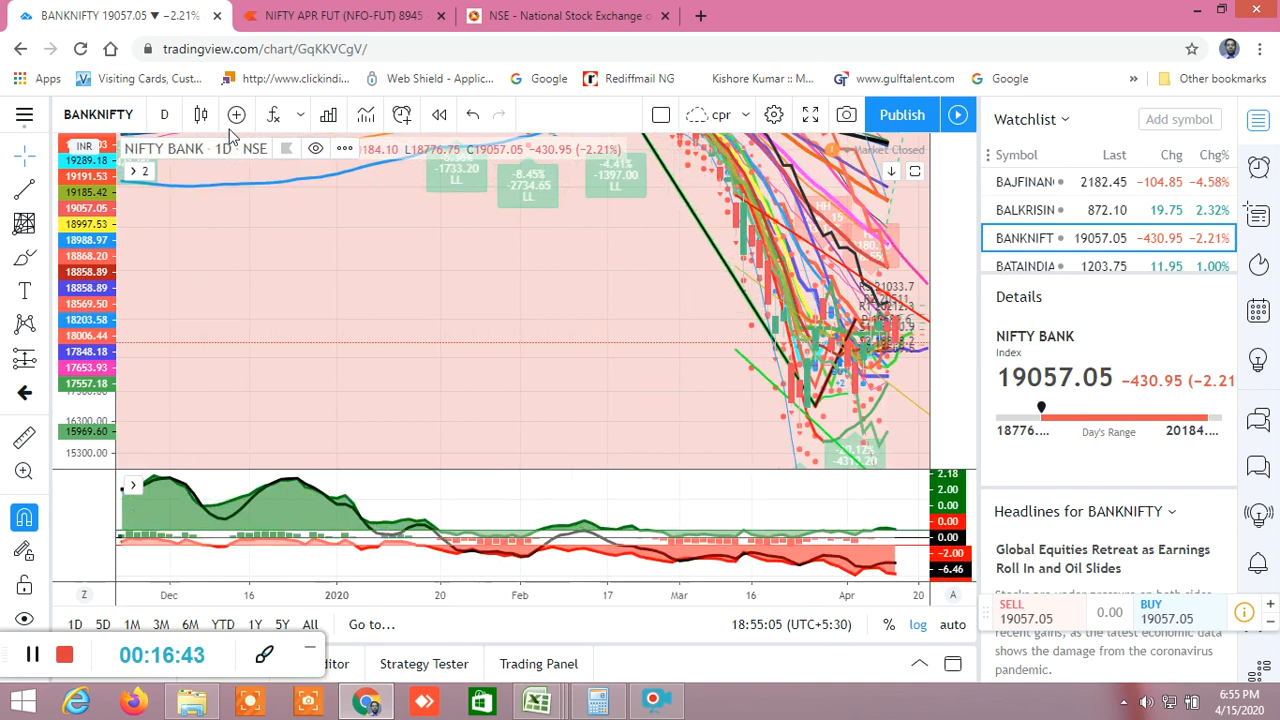 BANKNIFTY 19057.05 ▼ −2.21%
NIFTY APR FUT (NFO-FUT) 8945
NSE - National Stock Exchange o
tradingview.com/chart/GqKKVCgV/
Apps
Visiting Cards, Cust...
http://www.clickindi...
Web Shield - Applic...
Google
Rediffmail NG
Kishore Kumar :: M...
www.gulftalent.com
Google
»
Other bookmarks
BANKNIFTY
D
cpr
Publish
Watchlist
Add symbol
INR
NIFTY BANK · 1D · NSE
184.10 L18776.75 C19057.05 −430.95 (−2.21%)
Market Closed
2
19289.18
19191.53
19185.42
19057.05
18997.53
18988.97
18868.20
18858.89
18858.89
18569.50
18203.58
18006.44
17848.18
17653.93
17557.18
16300.00
15969.60
15300.00
-1733.20
LL
-8.45%
-2734.65
LL
-4.41%
-1397.00
LL
HH
Symbol
Last
Chg
Chg%
BAJFINAN
2182.45
−104.85
−4.58%
BALKRISIN
872.10
19.75
2.32%
BANKNIFT
19057.05
−430.95
−2.21%
BATAINDIA
1203.75
11.95
1.00%
Details
NIFTY BANK
Index
19057.05 −430.95 (−2.21
18776....
Day's Range
20184....
Headlines for BANKNIFTY
Global Equities Retreat as Earnings
Roll In and Oil Slides
recent gains, as the latest economic data
shows the damage from the coronavirus
pandemic.
SELL
19057.05
0.00
BUY
19057.05
2.18
2.00
0.00
0.00
0.00
−2.00
−6.46
Z
Dec
16
2020
20
Feb
17
Mar
16
Apr
20
A
1D
5D
1M
3M
6M
YTD
1Y
5Y
All
Go to...
18:55:05 (UTC+5:30)
%
log
auto
00:16:43
ditor
Strategy Tester
Trading Panel
6:55 PM
4/15/2020